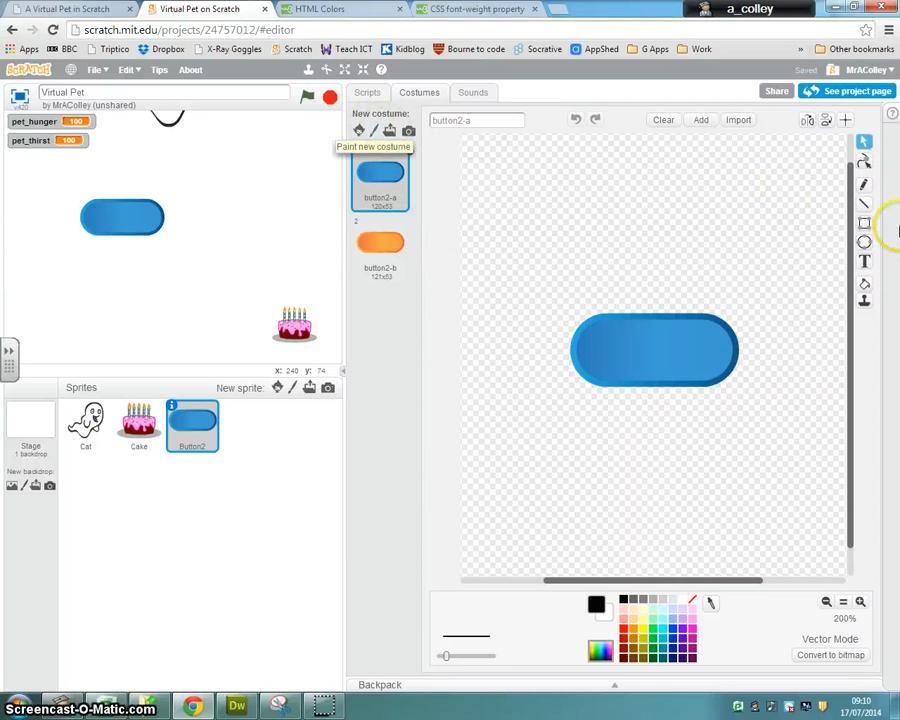 A Virtual Pet in Scratch
Virtual Pet on Scratch
HTML Colors
CSS font-weight property
a_colley
scratch.mit.edu/projects/24757012/#editor
Apps
BBC
Triptico
Dropbox
X-Ray Goggles
Scratch
Teach ICT
Kidblog
Bourne to code
Socrative
AppShed
G Apps
Work
»
Other bookmarks
SCRATCH
File
Edit
Tips
About
Saved
MrAColley
v420
Virtual Pet
by MrAColley (unshared)
Scripts
Costumes
Sounds
Share
See project page
pet_hunger 100
pet_thirst 100
New costume:
Paint new costume
button2-a
120x53
2
button2-b
121x53
button2-a
Clear
Add
Import
T
x: 240 y: 74
Sprites
New sprite:
Stage
1 backdrop
New backdrop:
Cat
Cake
Button2
200%
Vector Mode
Convert to bitmap
Backpack
Dw
Screencast-O-Matic.com
09:10
17/07/2014